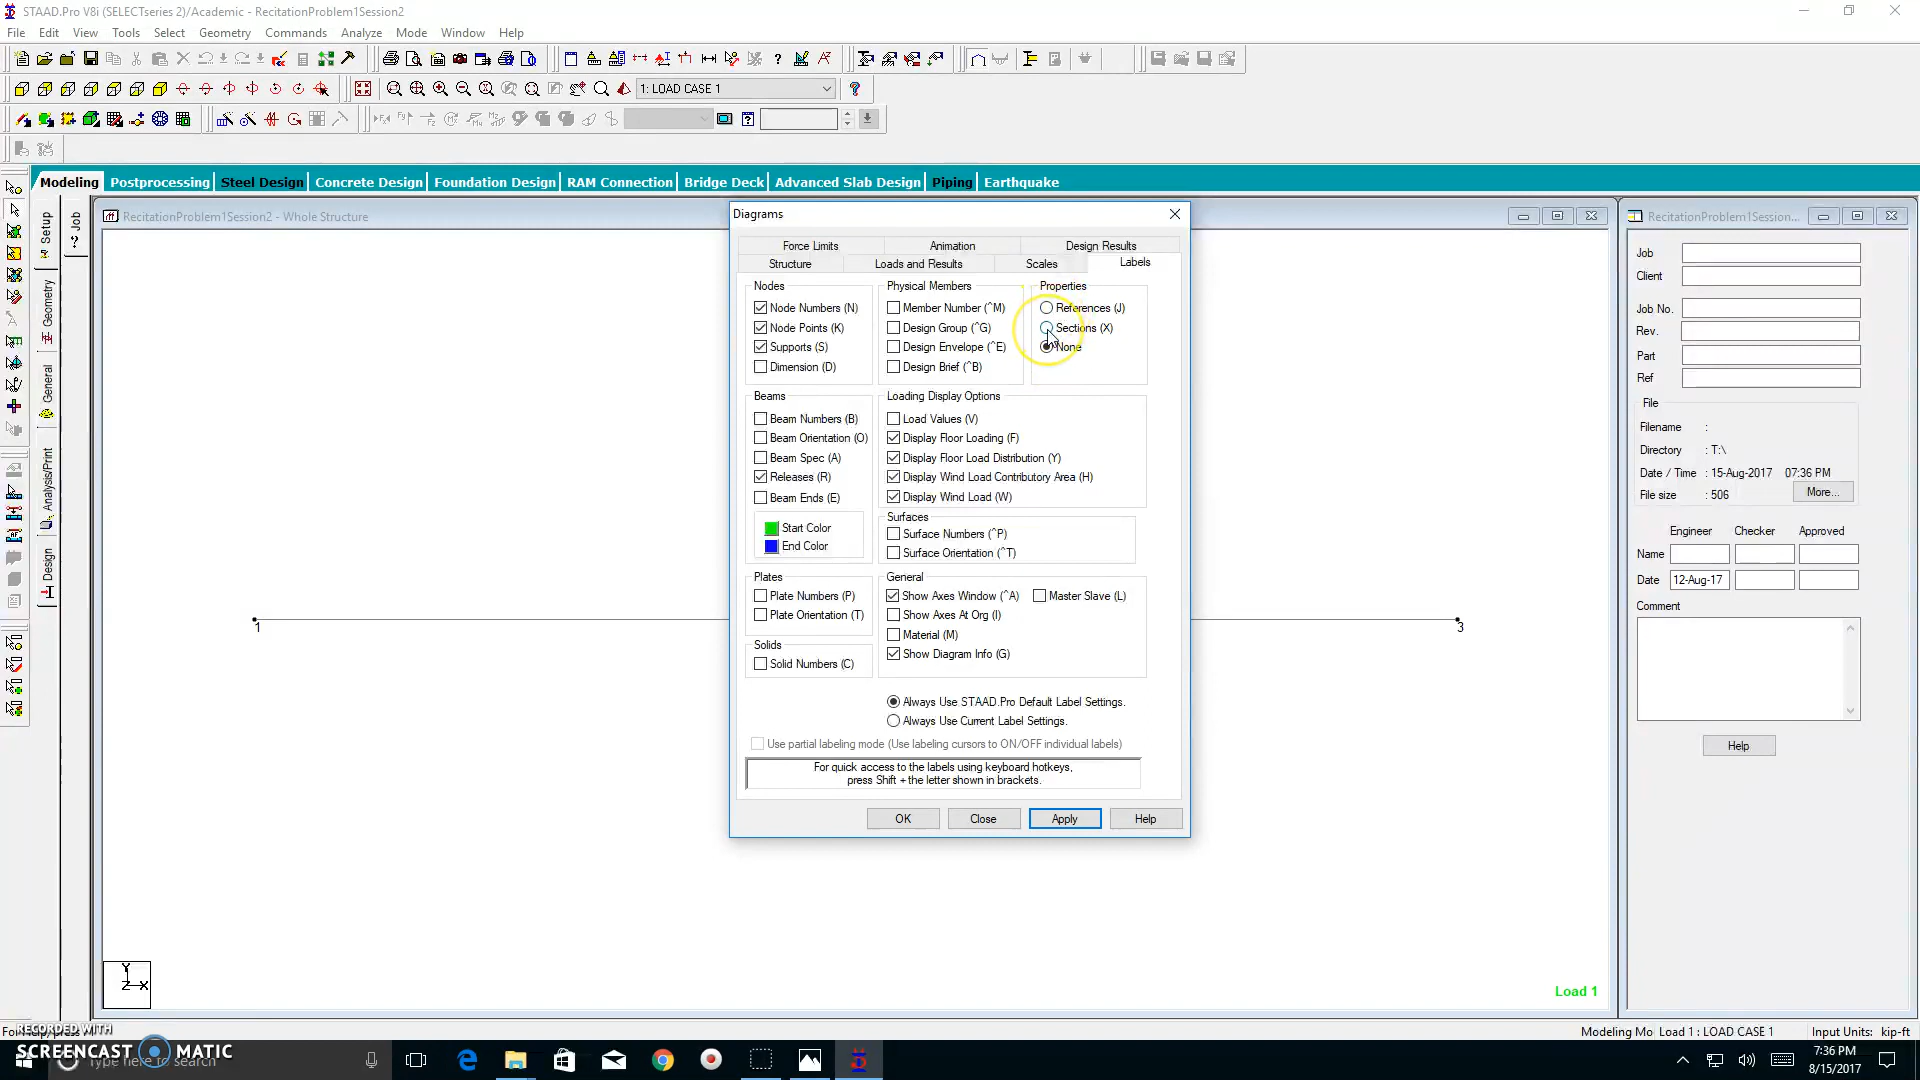 STAAD.Pro V8i (SELECTseries 2)/Academic - RecitationProblem1Session2
File Edit View Tools Select Geometry Commands Analyze Mode Window Help
1: LOAD CASE 1
Modeling Postprocessing Steel Design Concrete Design Foundation Design RAM Connection Bridge Deck Advanced Slab Design Piping Earthquake
Setup
Geometry
General
Analysis/Print
Design
Job
RecitationProblem1Session2 - Whole Structure
1
3
Load 1
Y
Z X
Diagrams
Force Limits Animation Design Results
Structure Loads and Results Scales Labels
Nodes
Node Numbers (N)
Node Points (K)
Supports (S)
Dimension (D)
Physical Members
Member Number (^M)
Design Group (^G)
Design Envelope (^E)
Design Brief (^B)
Properties
References (J)
Sections (X)
None
Beams
Beam Numbers (B)
Beam Orientation (O)
Beam Spec (A)
Releases (R)
Beam Ends (E)
Start Color
End Color
Loading Display Options
Load Values (V)
Display Floor Loading (F)
Display Floor Load Distribution (Y)
Display Wind Load Contributory Area (H)
Display Wind Load (W)
Surfaces
Surface Numbers (^P)
Surface Orientation (^T)
Plates
Plate Numbers (P)
Plate Orientation (T)
Solids
Solid Numbers (C)
General
Show Axes Window (^A) Master Slave (L)
Show Axes At Org (I)
Material (M)
Show Diagram Info (G)
Always Use STAAD.Pro Default Label Settings.
Always Use Current Label Settings.
Use partial labeling mode (Use labeling cursors to ON/OFF individual labels)
For quick access to the labels using keyboard hotkeys,
press Shift + the letter shown in brackets.
OK Close Apply Help
RecitationProblem1Session...
Job
Client
Job No.
Rev.
Part
Ref
File
Filename :
Directory : T:\
Date / Time : 15-Aug-2017 07:36 PM
File size : 506 More...
Engineer Checker Approved
Name
Date 12-Aug-17
Comment
Help
Modeling Mo Load 1 : LOAD CASE 1 Input Units: kip-ft
RECORDED WITH
SCREENCAST MATIC
Type here to search
7:36 PM
8/15/2017